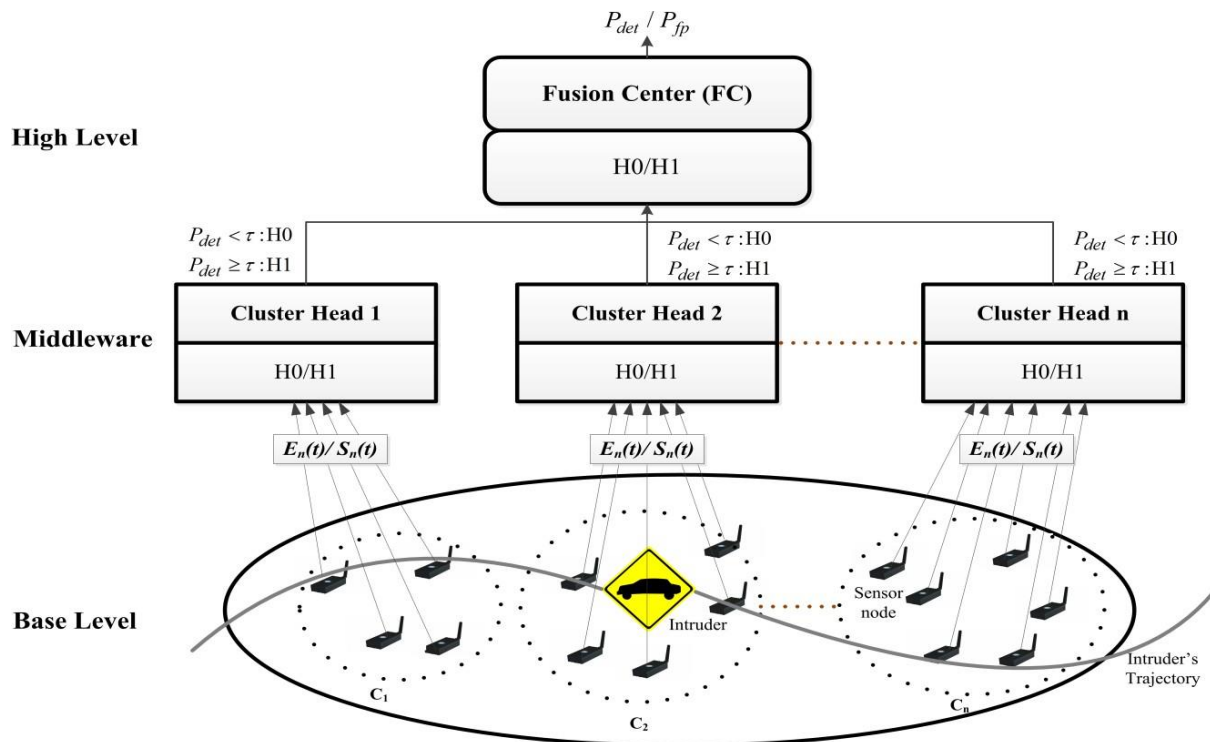 P_det / P_fp
Fusion Center (FC)
High Level
H0/H1
P_det < τ :H0
P_det ≥ τ :H1
P_det < τ :H0
P_det ≥ τ :H1
P_det < τ :H0
P_det ≥ τ :H1
Middleware
Cluster Head 1
H0/H1
Cluster Head 2
H0/H1
Cluster Head n
H0/H1
E_n(t)/ S_n(t)
E_n(t)/ S_n(t)
E_n(t)/ S_n(t)
Base Level
Intruder
Sensor
node
Intruder's
Trajectory
C_1
C_2
C_n